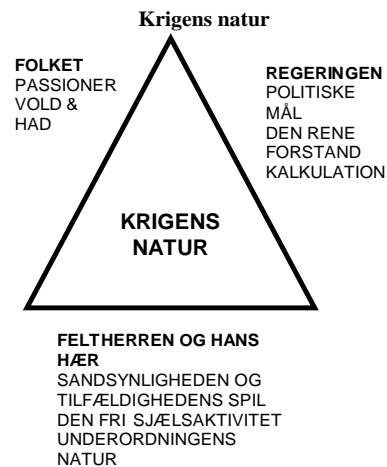 Krigens natur
FOLKET
PASSIONER
VOLD &
HAD
REGERINGEN
POLITISKE
MÅL
DEN RENE
FORSTAND
KALKULATION
KRIGENS
NATUR
FELTHERREN OG HANS
HÆR
SANDSYNLIGHEDEN OG
TILFÆLDIGHEDENS SPIL
DEN FRI SJÆLSAKTIVITET
UNDERORDNINGENS
NATUR